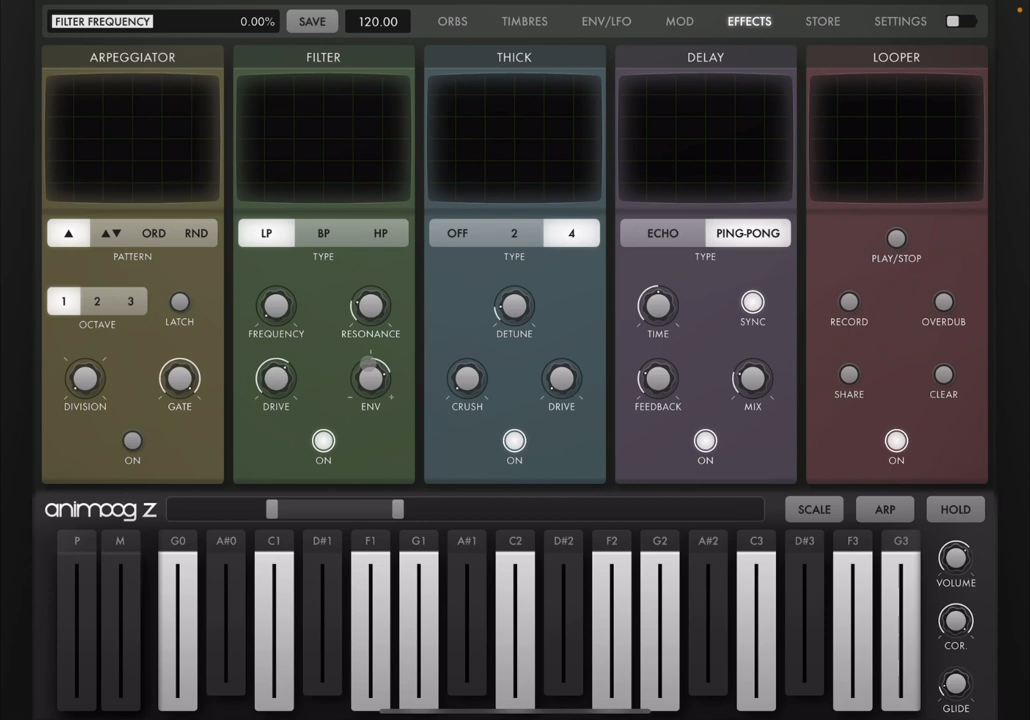 FILTER FREQUENCY 0.00% SAVE 120.00 ORBS TIMBRES ENV/LFO MOD EFFECTS STORE SETTINGS
ARPEGGIATOR FILTER THICK DELAY LOOPER
▲ ▲▼ ORD RND LP BP HP OFF 2 4 ECHO PING-PONG
PATTERN TYPE TYPE TYPE PLAY/STOP
1 2 3
OCTAVE LATCH FREQUENCY RESONANCE DETUNE TIME SYNC RECORD OVERDUB
DIVISION GATE DRIVE - ENV + CRUSH DRIVE FEEDBACK MIX SHARE CLEAR
ON ON ON ON ON
animoog z SCALE ARP HOLD
P M G0 A#0 C1 D#1 F1 G1 A#1 C2 D#2 F2 G2 A#2 C3 D#3 F3 G3
VOLUME
COR.
GLIDE